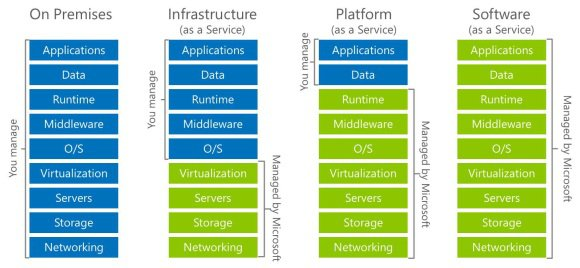 On Premises
You manage
Applications
Data
Runtime
Middleware
O/S
Virtualization
Servers
Storage
Networking
Infrastructure
(as a Service)
You manage
Applications
Data
Runtime
Middleware
O/S
Virtualization
Servers
Storage
Networking
Managed by Microsoft
Platform
(as a Service)
You manage
Applications
Data
Runtime
Middleware
O/S
Virtualization
Servers
Storage
Networking
Managed by Microsoft
Software
(as a Service)
Applications
Data
Runtime
Middleware
O/S
Virtualization
Servers
Storage
Networking
Managed by Microsoft